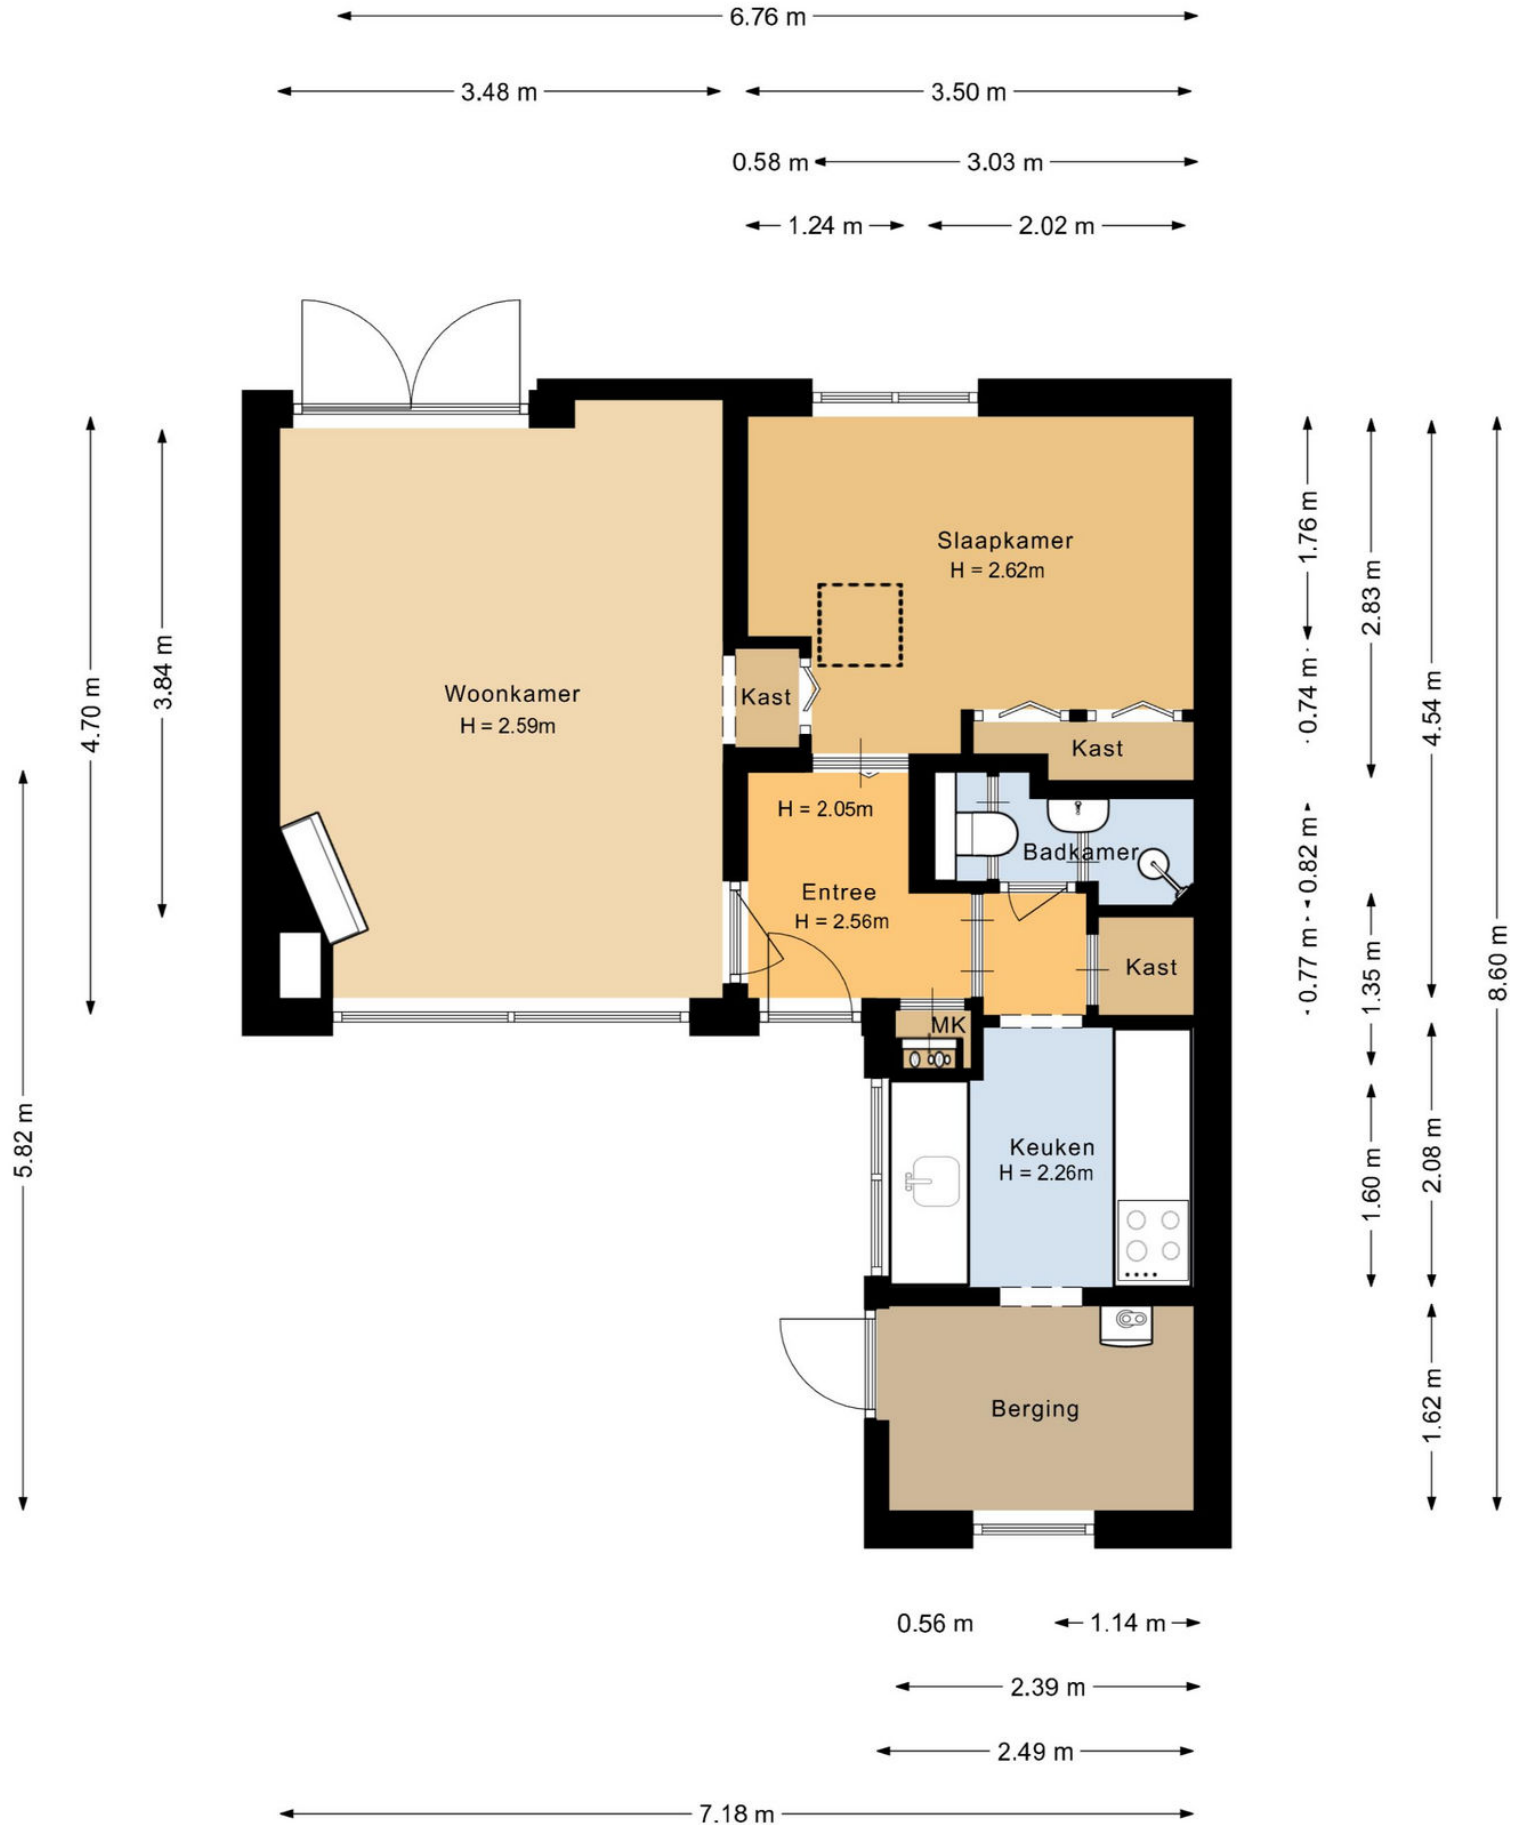 6.76 m
3.48 m
3.50 m
0.58 m
3.03 m
1.24 m
2.02 m
Slaapkamer
H = 2.62m
Woonkamer
H = 2.59m
Kast
Kast
H = 2.05m
Entree
H = 2.56m
Badkamer
Kast
MK
Keuken
H = 2.26m
Berging
4.70 m
3.84 m
5.82 m
1.76 m
0.74 m
0.82 m
0.77 m
2.83 m
1.35 m
1.60 m
4.54 m
2.08 m
1.62 m
8.60 m
0.56 m
1.14 m
2.39 m
2.49 m
7.18 m